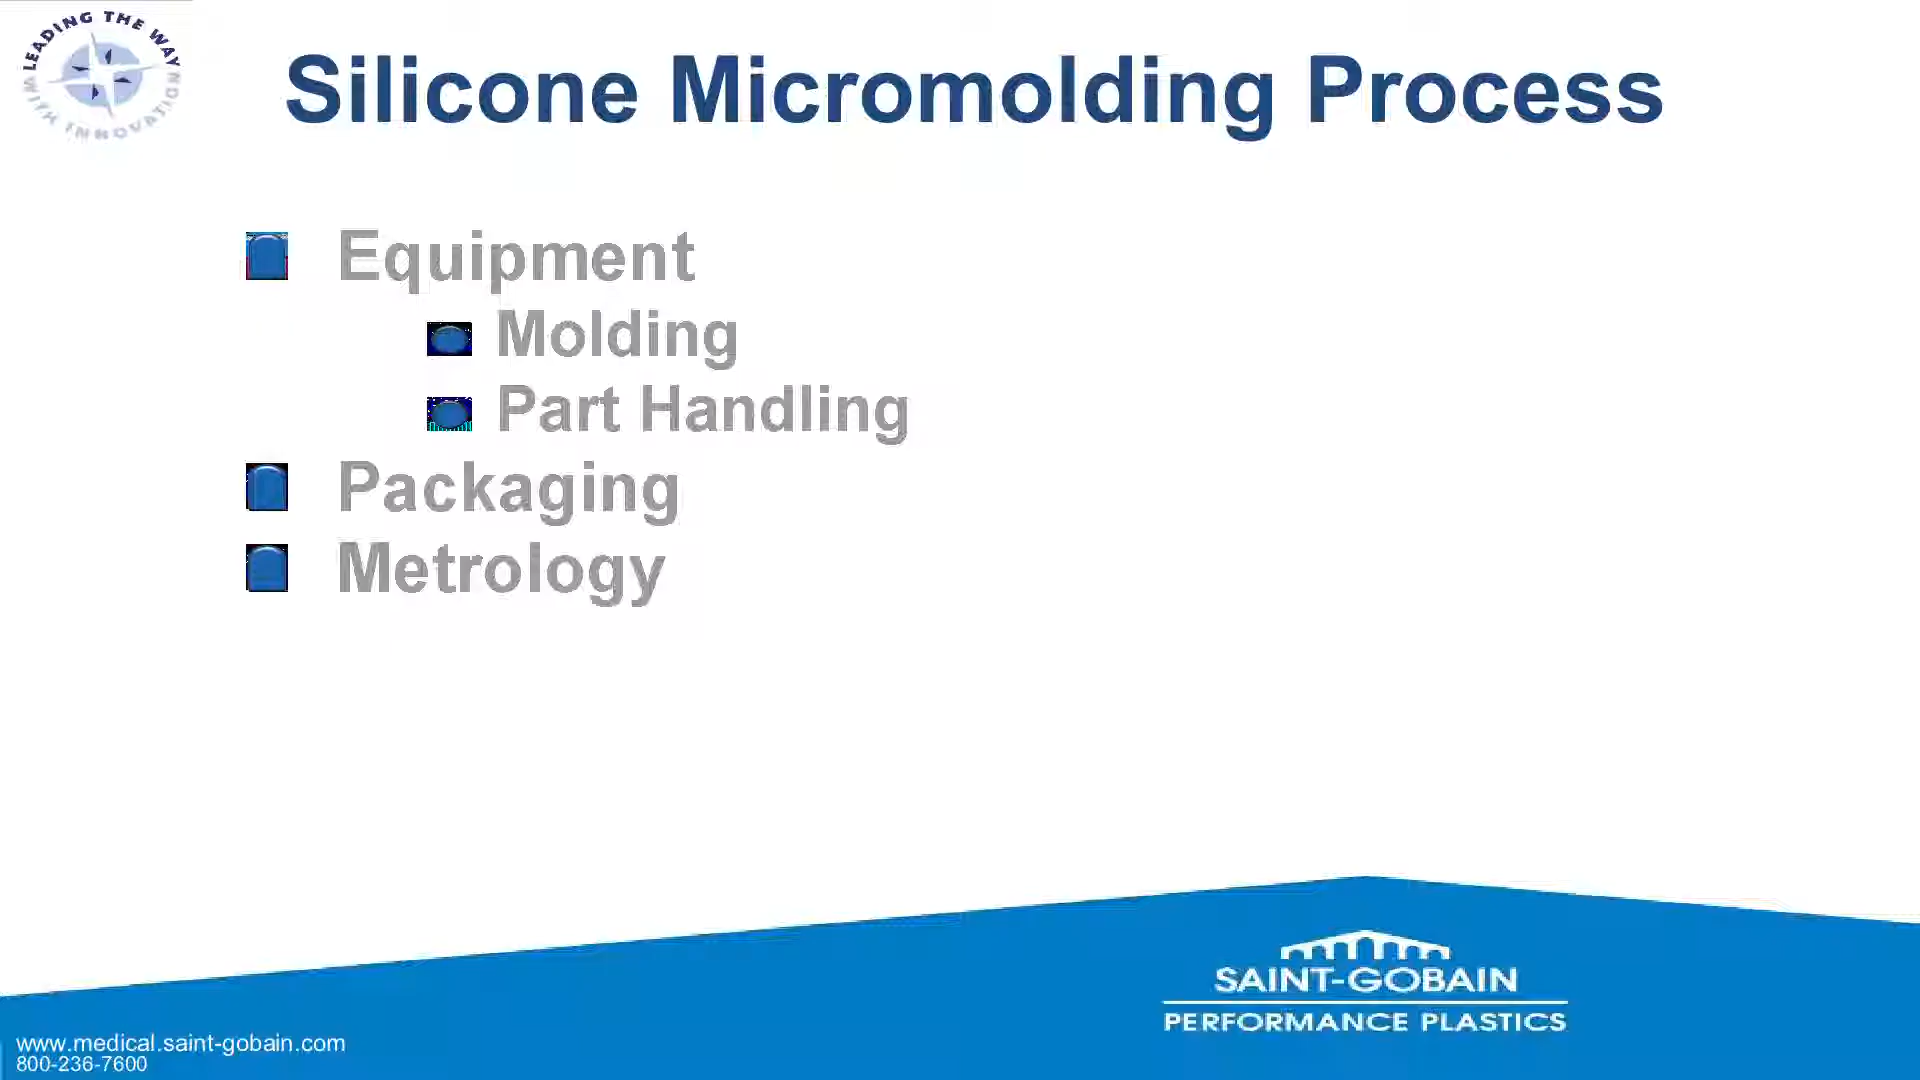 LEADING THE WAY
WITH INNOVATION
Silicone Micromolding Process
Equipment
Molding
Part Handling
Packaging
Metrology
SAINT-GOBAIN
PERFORMANCE PLASTICS
www.medical.saint-gobain.com
800-236-7600